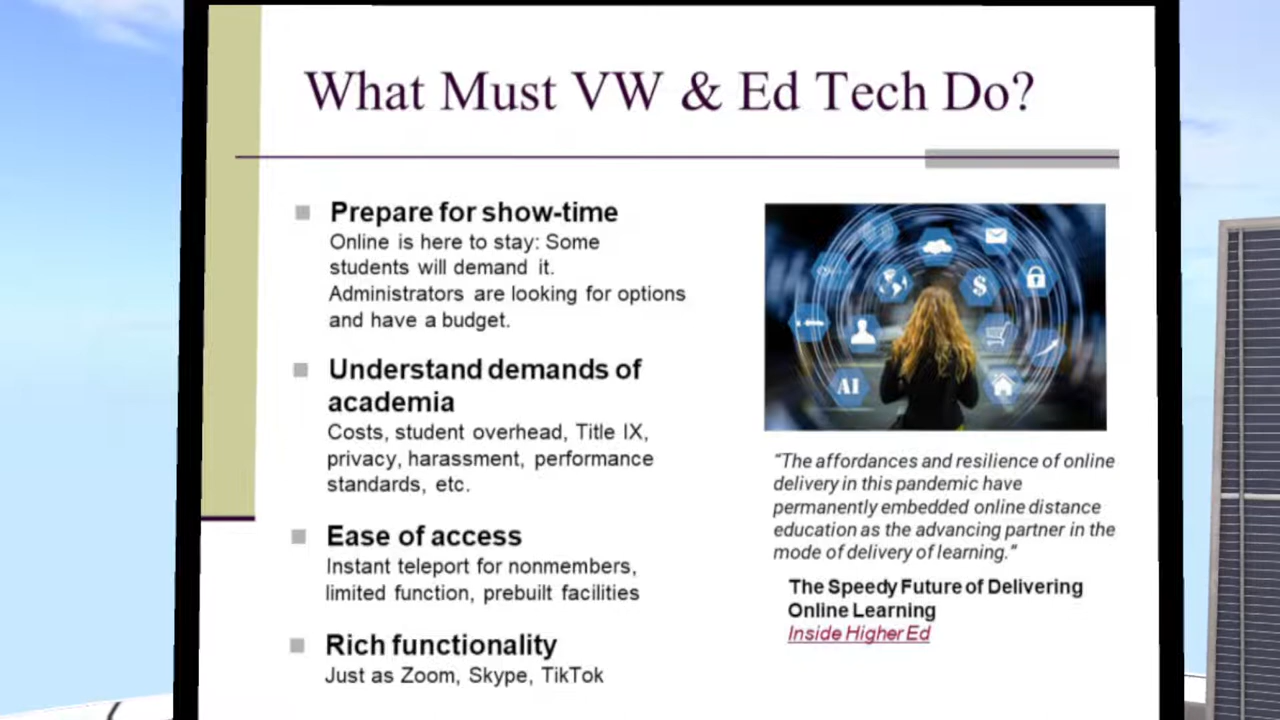 What Must VW & Ed Tech Do?
Prepare for show-time
Online is here to stay: Some
students will demand it.
Administrators are looking for options
and have a budget.
Understand demands of
academia
Costs, student overhead, Title IX,
privacy, harassment, performance
standards, etc.
Ease of access
Instant teleport for nonmembers,
limited function, prebuilt facilities
Rich functionality
Just as Zoom, Skype, TikTok
$
AI
"The affordances and resilience of online
delivery in this pandemic have
permanently embedded online distance
education as the advancing partner in the
mode of delivery of learning."
The Speedy Future of Delivering
Online Learning
Inside Higher Ed